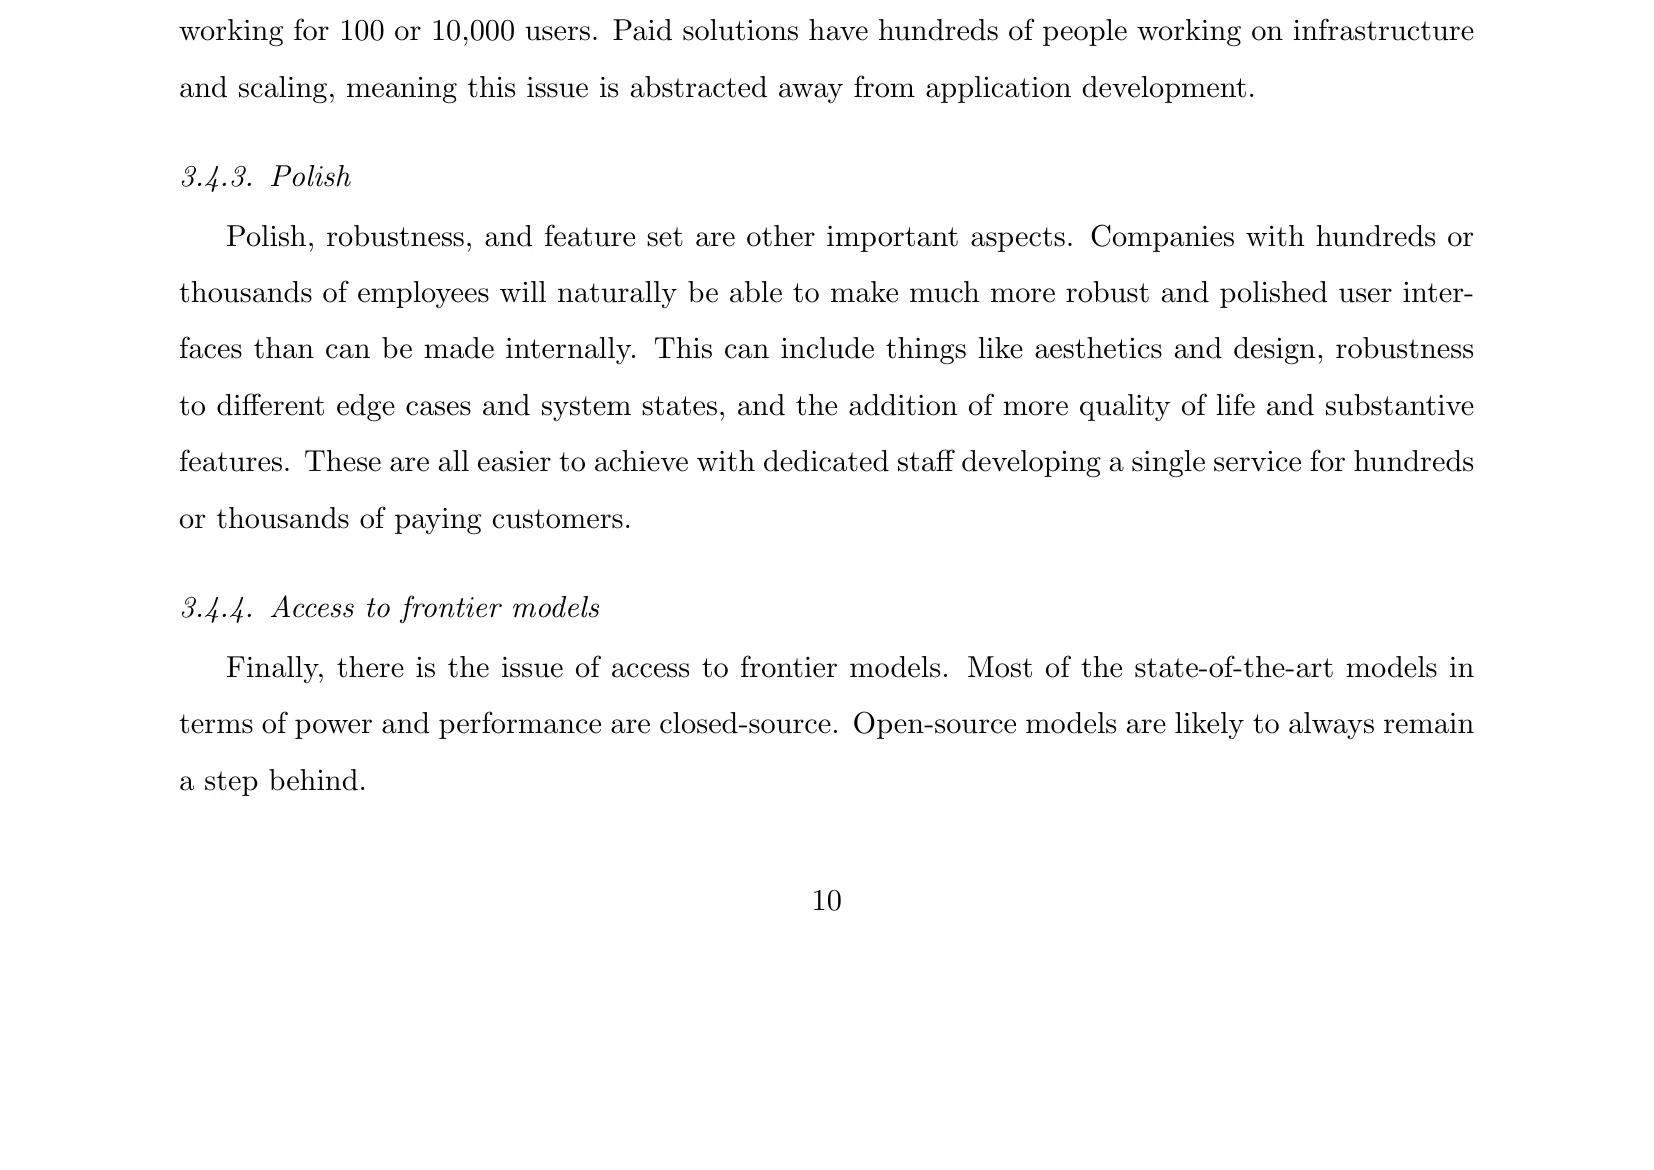 working for 100 or 10,000 users. Paid solutions have hundreds of people working on infrastructure
and scaling, meaning this issue is abstracted away from application development.
3.4.3. Polish
Polish, robustness, and feature set are other important aspects. Companies with hundreds or
thousands of employees will naturally be able to make much more robust and polished user inter-
faces than can be made internally. This can include things like aesthetics and design, robustness
to different edge cases and system states, and the addition of more quality of life and substantive
features. These are all easier to achieve with dedicated staff developing a single service for hundreds
or thousands of paying customers.
3.4.4. Access to frontier models
Finally, there is the issue of access to frontier models. Most of the state-of-the-art models in
terms of power and performance are closed-source. Open-source models are likely to always remain
a step behind.
10